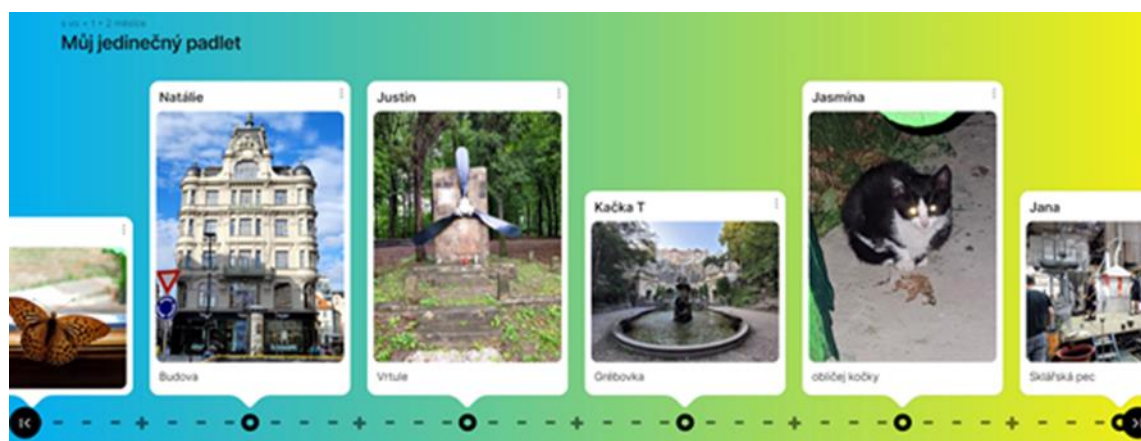 Můj jedinečný padlet
Natálie
Budova
Justin
Vrtule
Kačka T
Grébovka
Jasmína
obličej kočky
Jana
Sklářská pec